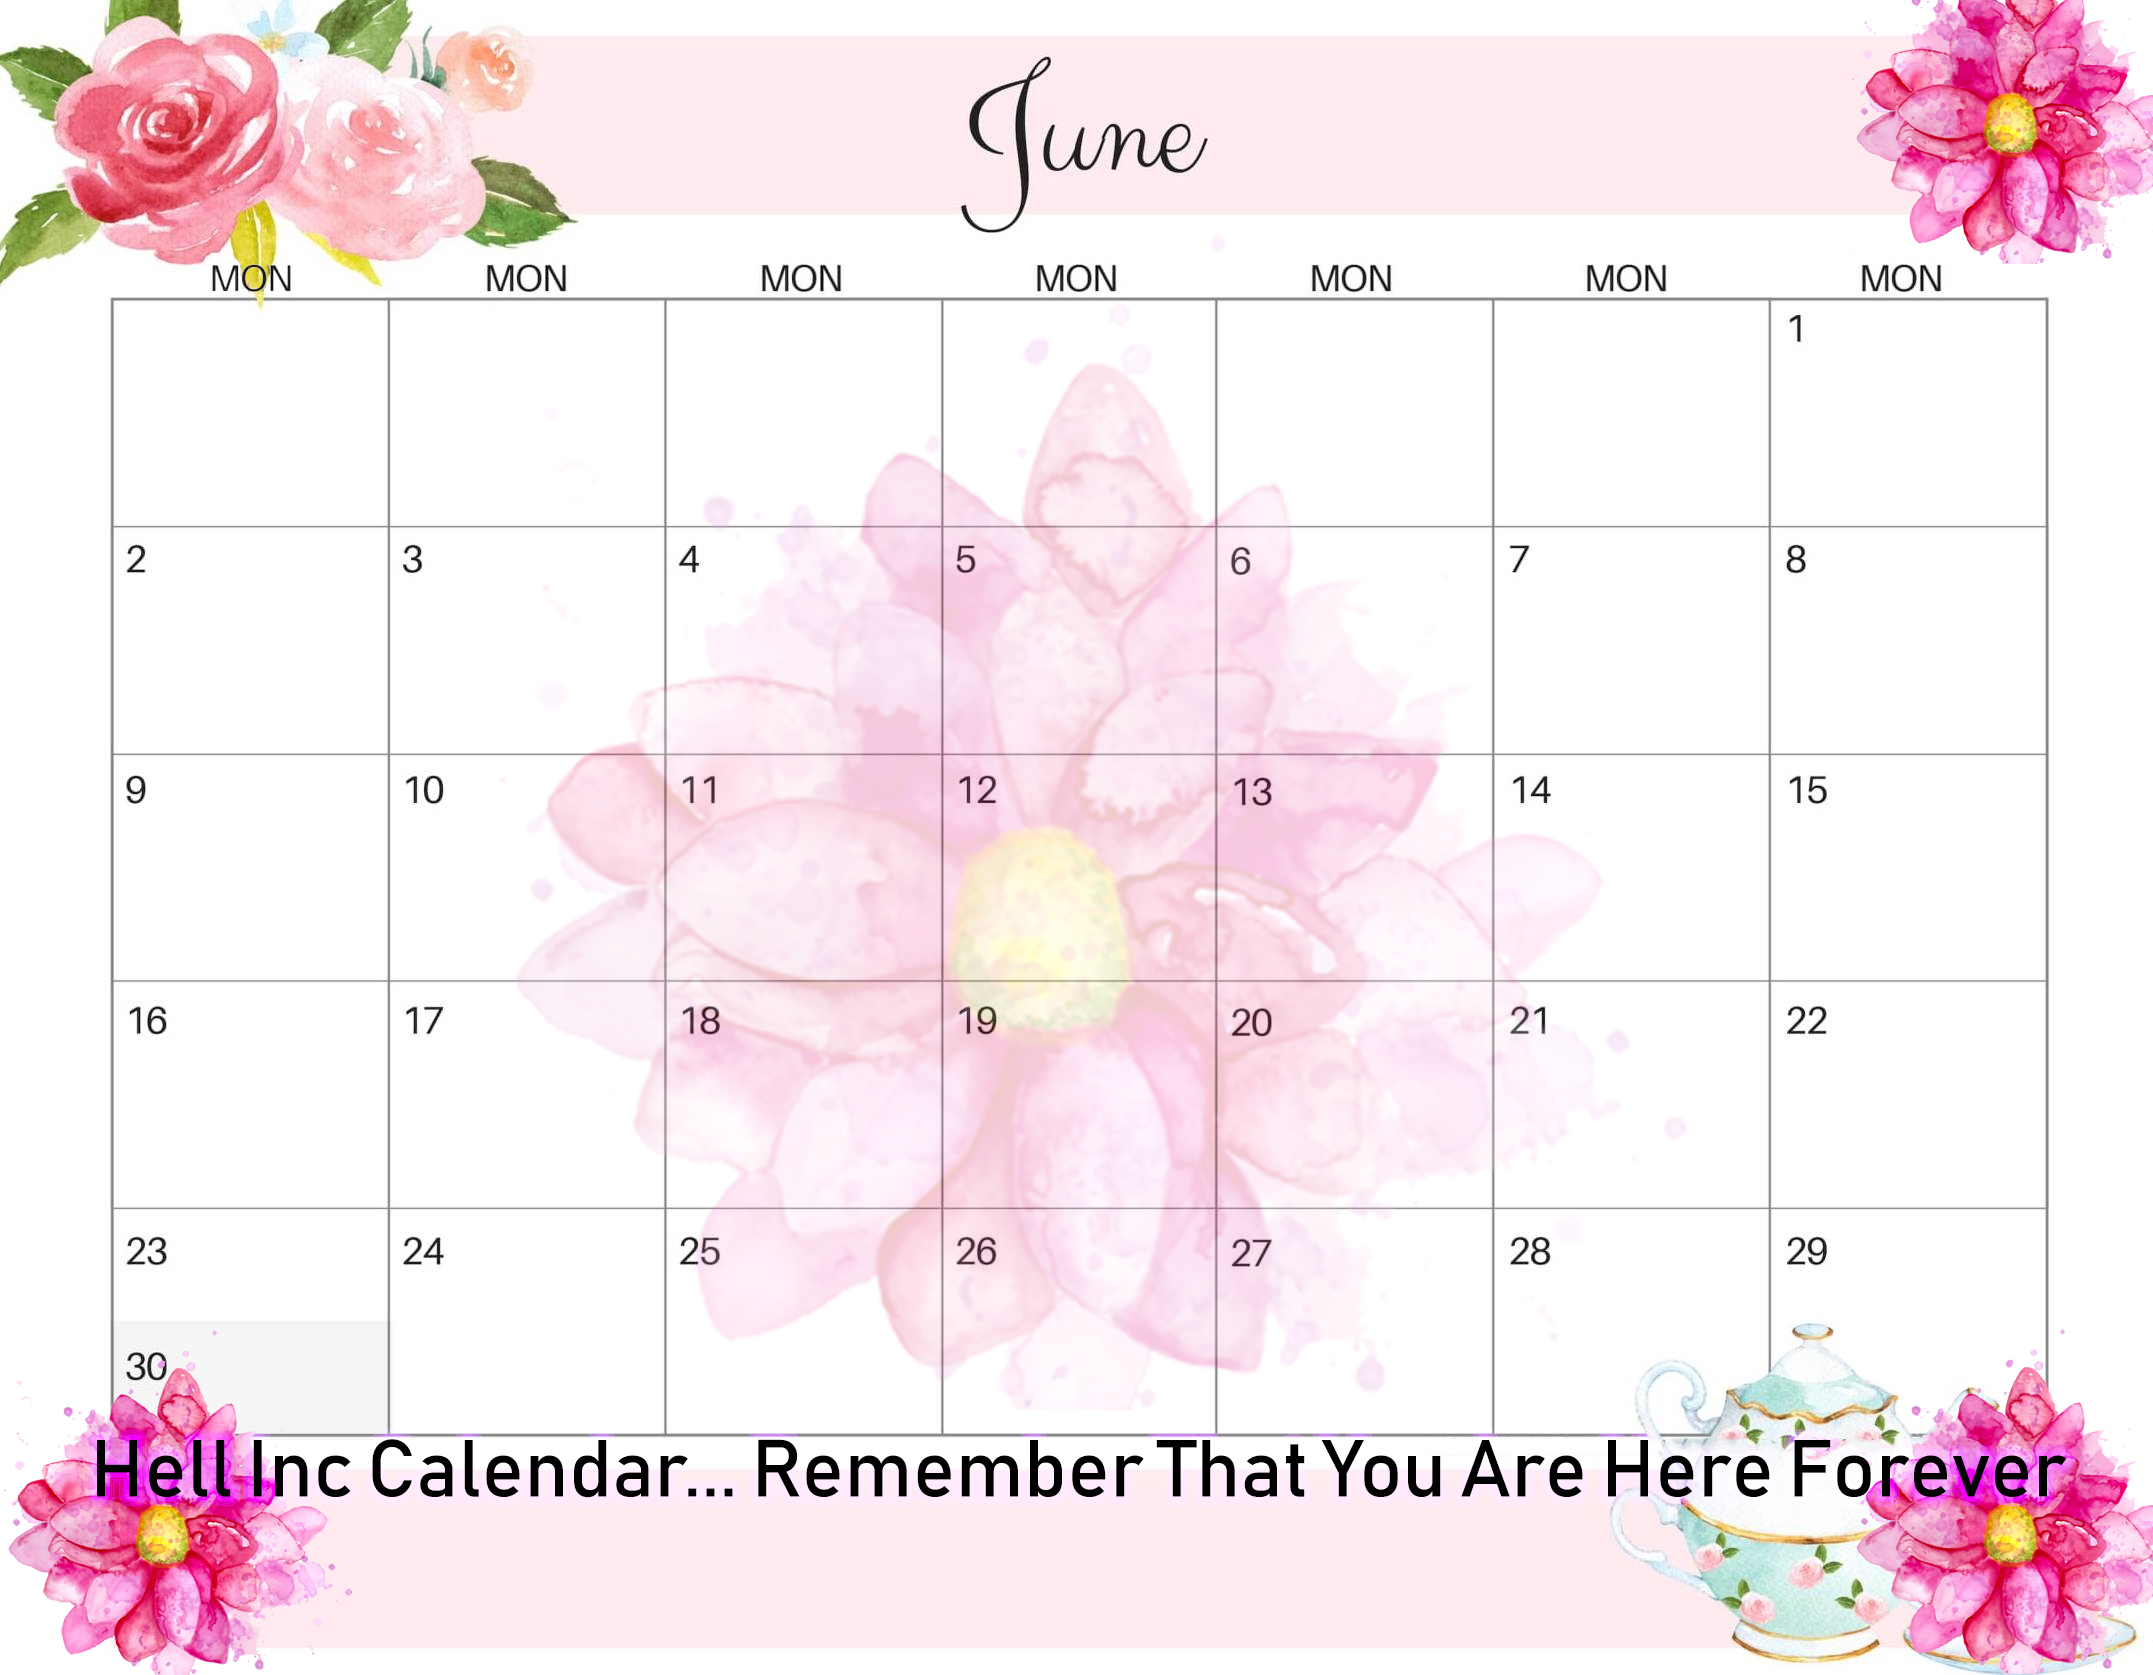 June
MON MON MON MON MON MON MON
1
2 3 4 5 6 7 8
9 10 11 12 13 14 15
16 17 18 19 20 21 22
23 24 25 26 27 28 29
30
Hell Inc Calendar... Remember That You Are Here Forever